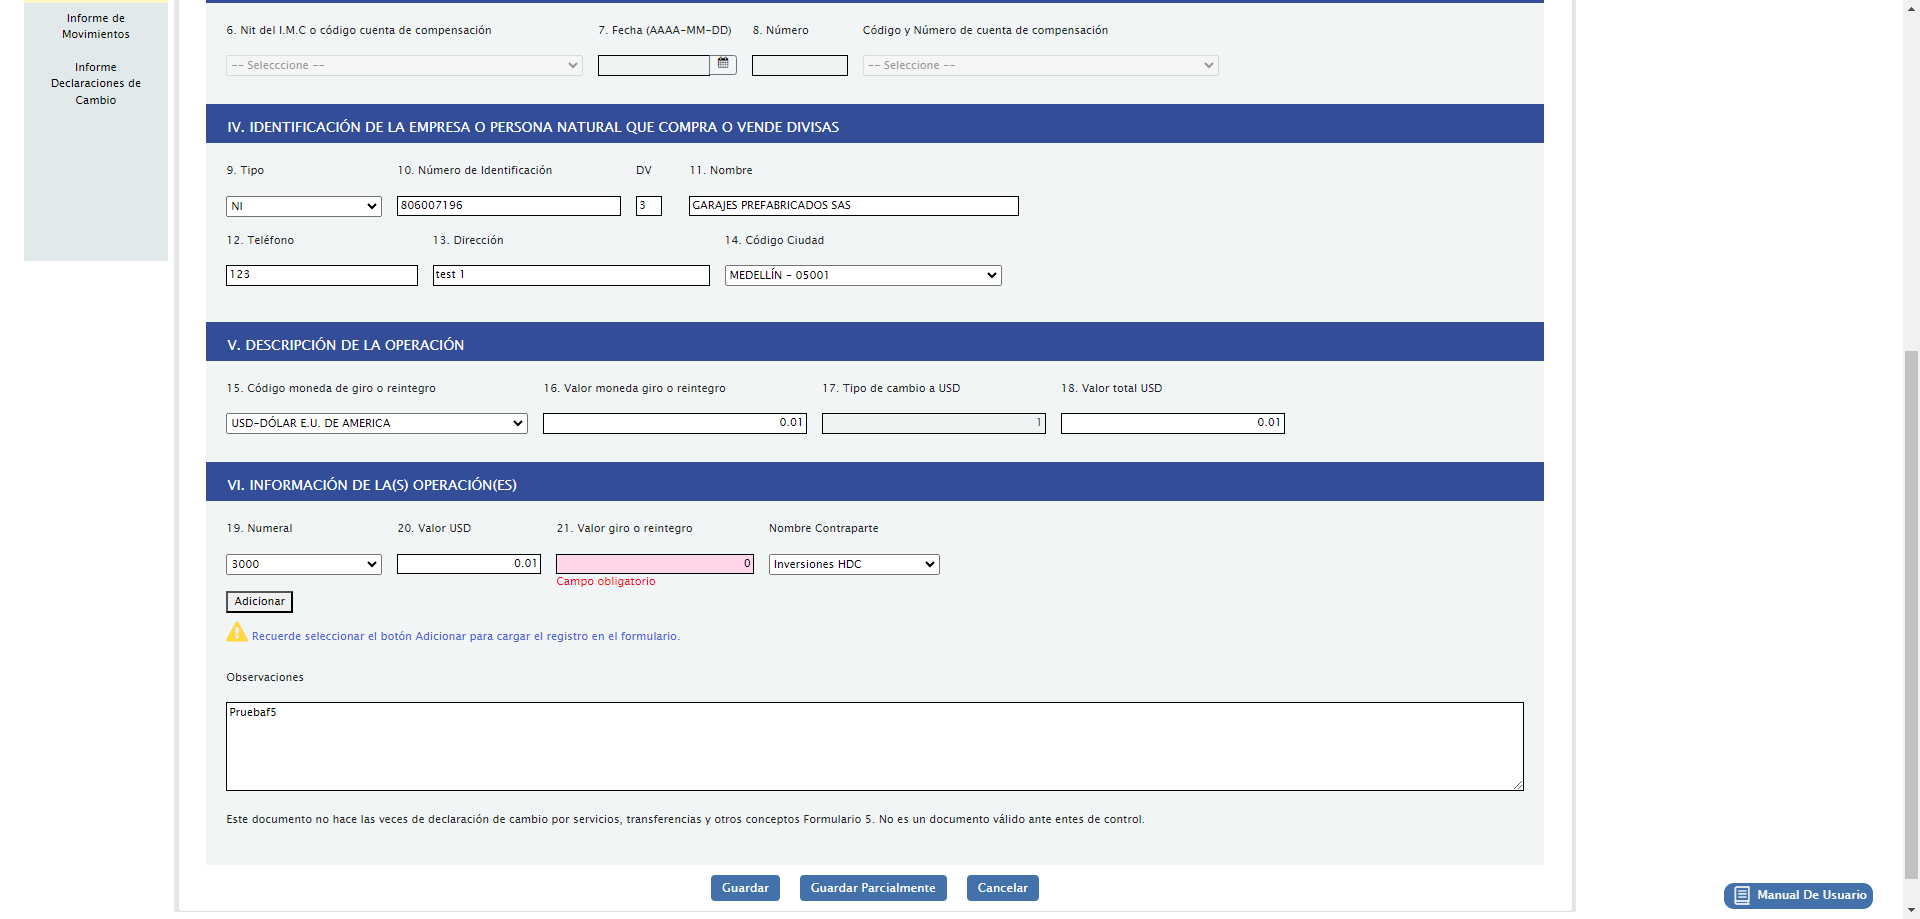 Informe de
Movimientos
Informe
Declaraciones de
Cambio
6. Nit del I.M.C o código cuenta de compensación
7. Fecha (AAAA-MM-DD)
8. Número
Código y Número de cuenta de compensación
-- Selecccione --
-- Seleccione --
IV. IDENTIFICACIÓN DE LA EMPRESA O PERSONA NATURAL QUE COMPRA O VENDE DIVISAS
9. Tipo
10. Número de Identificación
DV
11. Nombre
NI
806007196
3
GARAJES PREFABRICADOS SAS
12. Teléfono
13. Dirección
14. Código Ciudad
123
test 1
MEDELLÍN - 05001
V. DESCRIPCIÓN DE LA OPERACIÓN
15. Código moneda de giro o reintegro
16. Valor moneda giro o reintegro
17. Tipo de cambio a USD
18. Valor total USD
USD-DÓLAR E.U. DE AMERICA
0.01
1
0.01
VI. INFORMACIÓN DE LA(S) OPERACIÓN(ES)
19. Numeral
20. Valor USD
21. Valor giro o reintegro
Nombre Contraparte
3000
0.01
0
Inversiones HDC
Campo obligatorio
Adicionar
Recuerde seleccionar el botón Adicionar para cargar el registro en el formulario.
Observaciones
Pruebaf5
Este documento no hace las veces de declaración de cambio por servicios, transferencias y otros conceptos Formulario 5. No es un documento válido ante entes de control.
Guardar
Guardar Parcialmente
Cancelar
Manual De Usuario